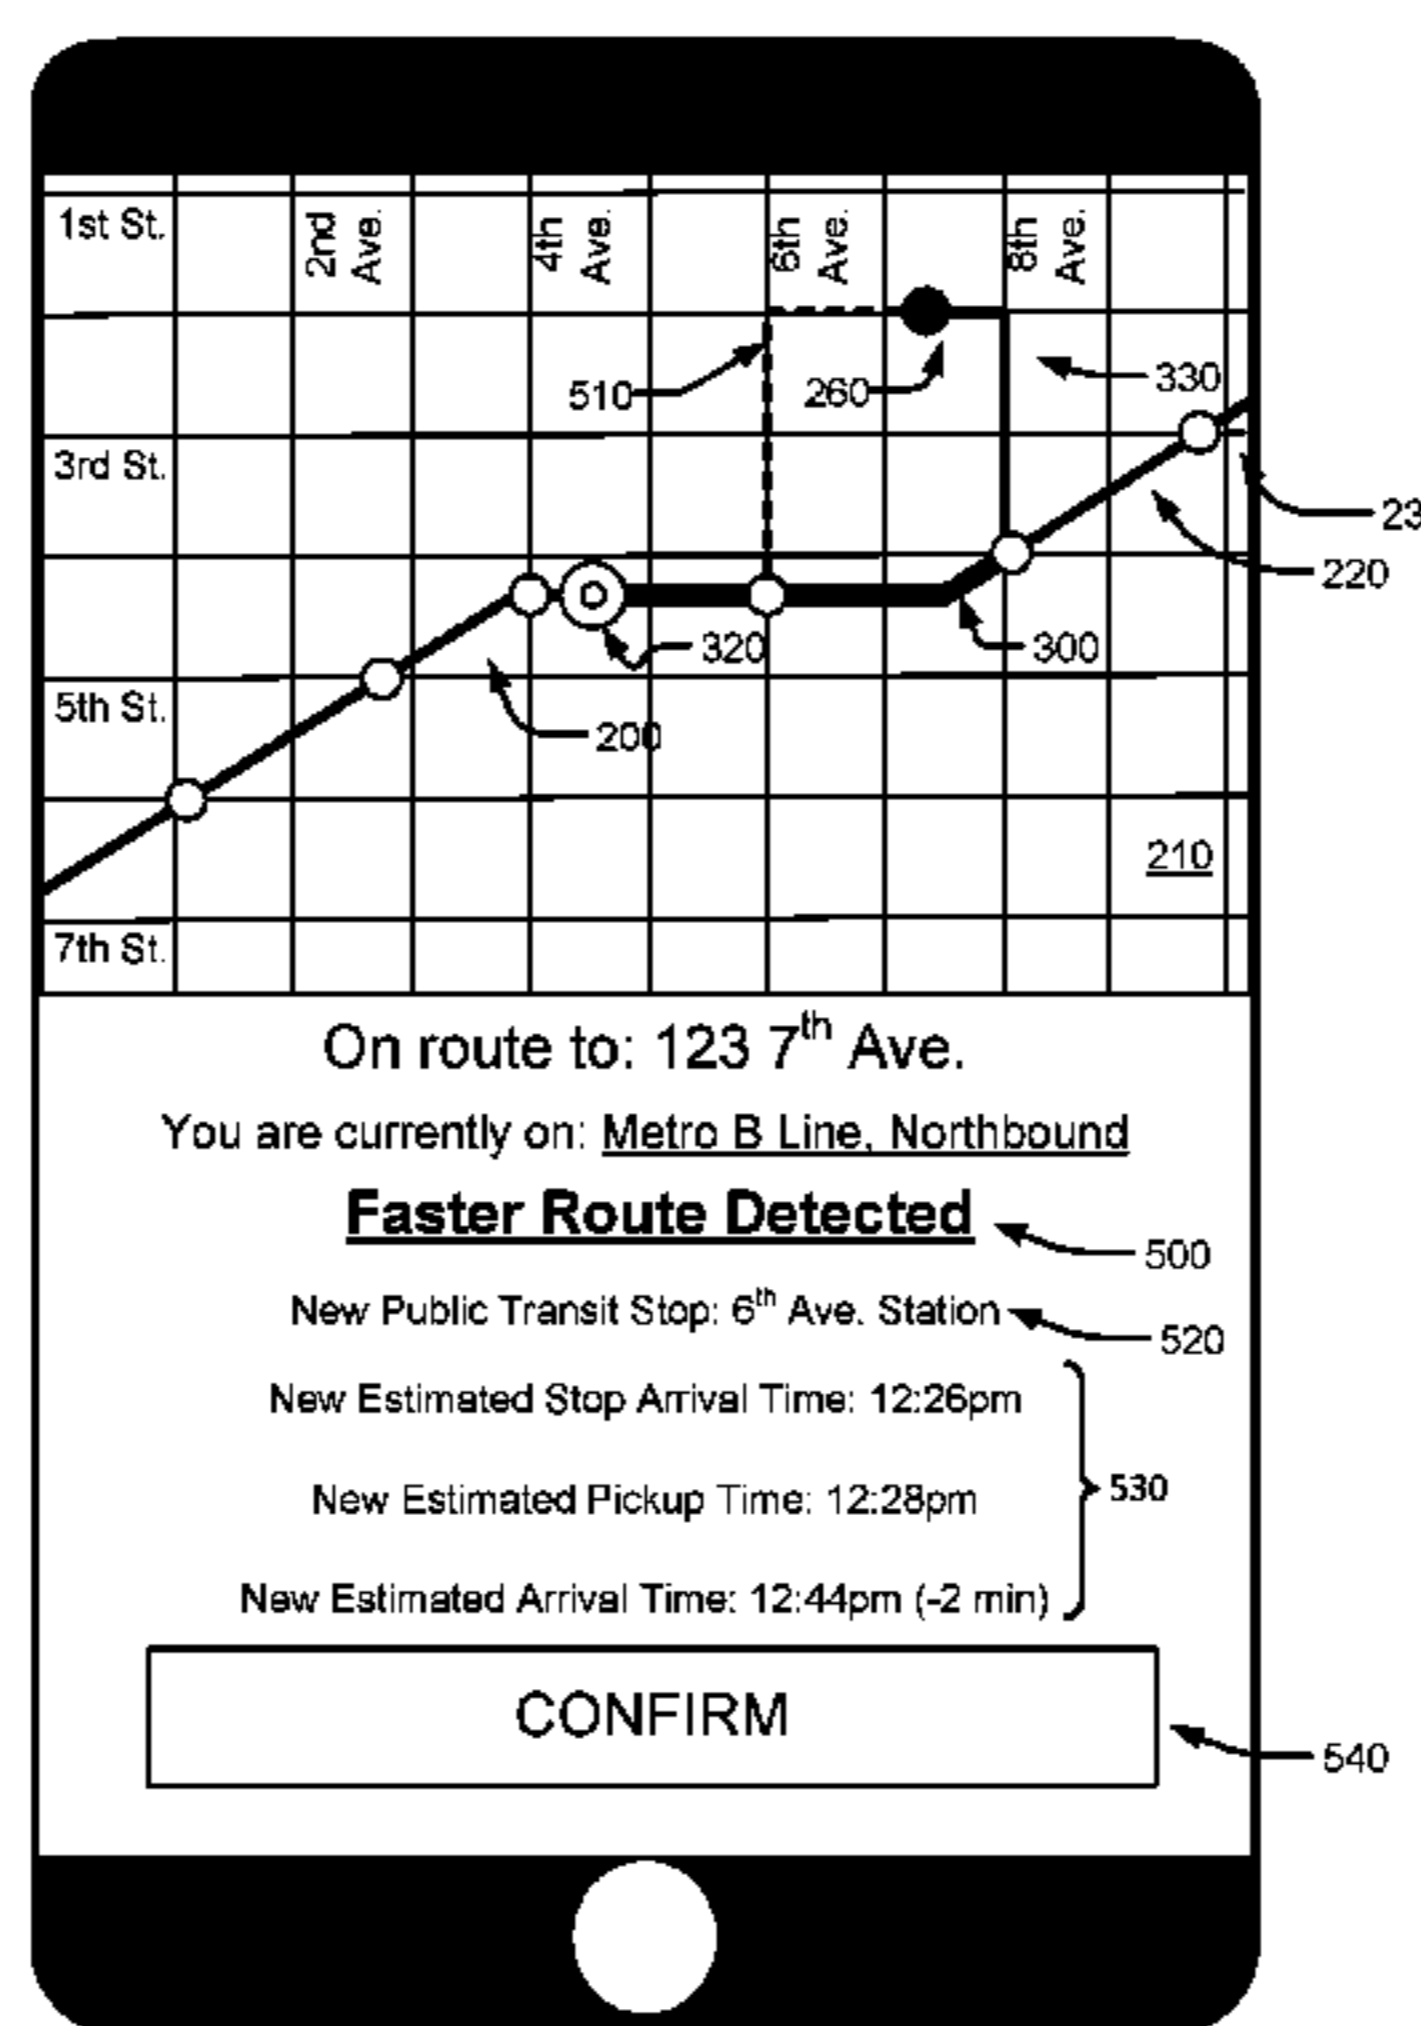 1st St.
2nd Ave.
4th Ave.
6th Ave.
8th Ave.
510
260
330
3rd St.
23
220
320
300
5th St.
200
210
7th St.
On route to: 123 7th Ave.
You are currently on: Metro B Line, Northbound
Faster Route Detected
500
New Public Transit Stop: 6th Ave. Station
520
New Estimated Stop Arrival Time: 12:26pm
New Estimated Pickup Time: 12:28pm
530
New Estimated Arrival Time: 12:44pm (-2 min)
CONFIRM
540